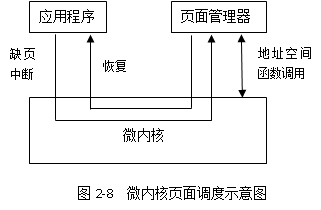 应用程序
页面管理器
缺页
中断
恢复
地址空间
函数调用
微内核
图 2-8 微内核页面调度示意图